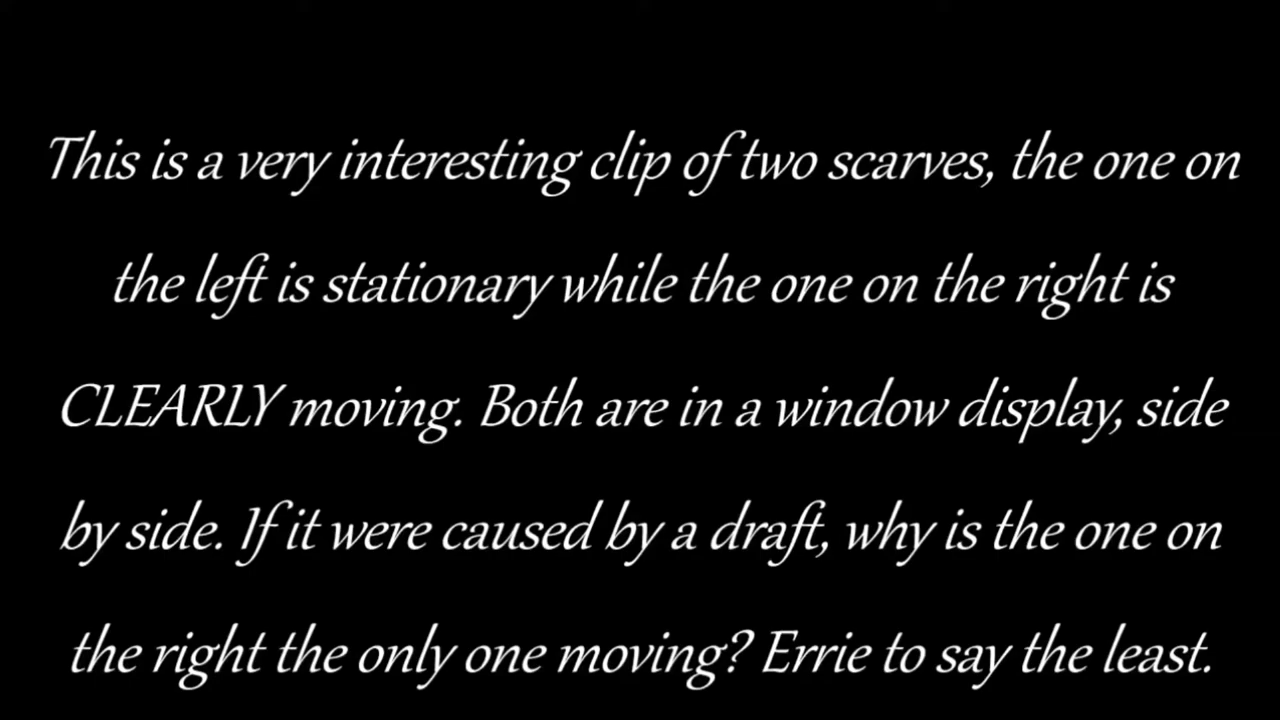 This is a very interesting clip of two scarves, the one on
the left is stationary while the one on the right is
CLEARLY moving. Both are in a window display, side
by side. If it were caused by a draft, why is the one on
the right the only one moving? Errie to say the least.